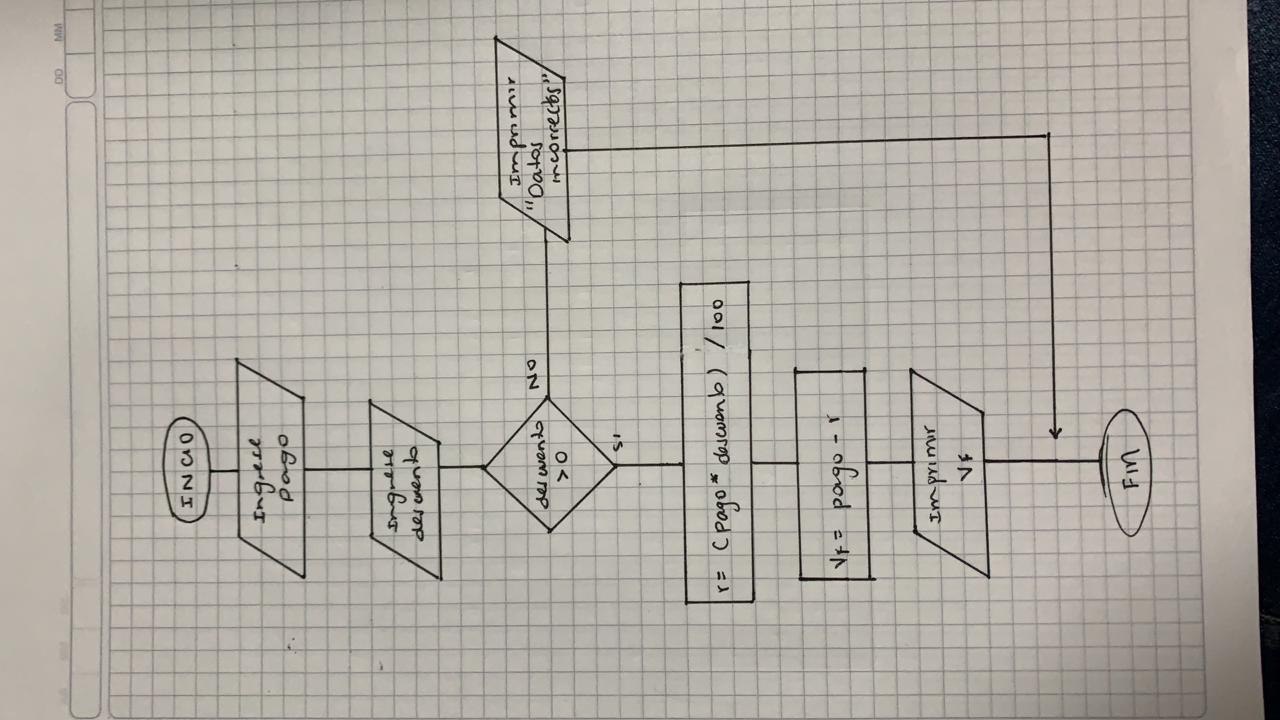 INCIO
Ingrese
pago
Ingrese
descuento
descuento
>0
NO
Imprimir
"Datos
incorrectos"
si
r= (pago* descuento) /100
Vf= pago-r
Imprimir
Vf
FIN
DD MM